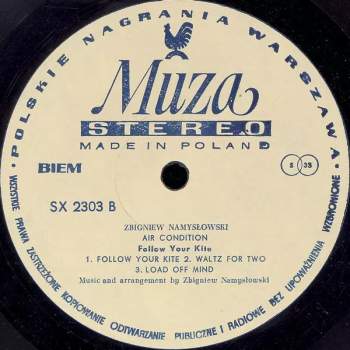 POLSKIE NAGRANIA WARSZAWA
Muza
STEREO
MADE IN POLAND
BIEM
S 33
SX 2303 B
ZBIGNIEW NAMYSŁOWSKI
AIR CONDITION
Follow Your Kite
1. FOLLOW YOUR KITE 2. WALTZ FOR TWO
3. LOAD OFF MIND
Music and arrangement by Zbigniew Namysłowski
WSZYSTKIE PRAWA ZASTRZEŻONE KOPIOWANIE ODTWARZANIE PUBLICZNE I RADIOWE BEZ UPOWAŻNIENIA WZBRONIONE